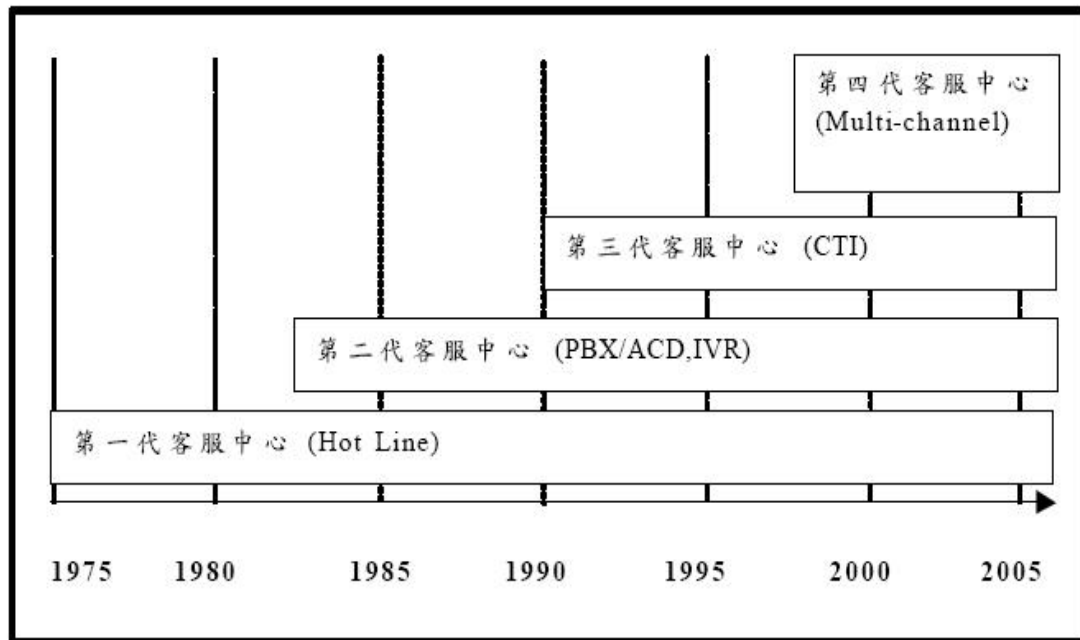 第四代客服中心
(Multi-channel)
第三代客服中心 (CTI)
第二代客服中心 (PBX/ACD,IVR)
第一代客服中心 (Hot Line)
1975 1980 1985 1990 1995 2000 2005